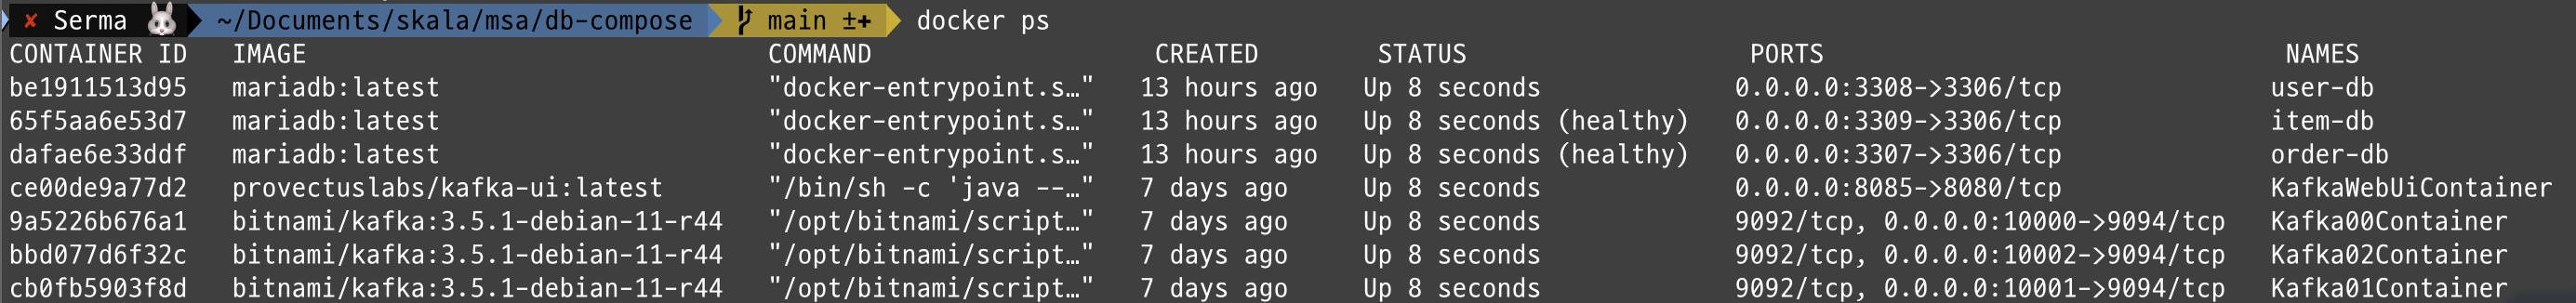 ✘ Serma 🐰 ~/Documents/skala/msa/db-compose main ±✚ docker ps
CONTAINER ID IMAGE COMMAND CREATED STATUS PORTS NAMES
be1911513d95 mariadb:latest "docker-entrypoint.s…" 13 hours ago Up 8 seconds 0.0.0.0:3308->3306/tcp user-db
65f5aa6e53d7 mariadb:latest "docker-entrypoint.s…" 13 hours ago Up 8 seconds (healthy) 0.0.0.0:3309->3306/tcp item-db
dafae6e33ddf mariadb:latest "docker-entrypoint.s…" 13 hours ago Up 8 seconds (healthy) 0.0.0.0:3307->3306/tcp order-db
ce00de9a77d2 provectuslabs/kafka-ui:latest "/bin/sh -c 'java --…" 7 days ago Up 8 seconds 0.0.0.0:8085->8080/tcp KafkaWebUiContainer
9a5226b676a1 bitnami/kafka:3.5.1-debian-11-r44 "/opt/bitnami/script…" 7 days ago Up 8 seconds 9092/tcp, 0.0.0.0:10000->9094/tcp Kafka00Container
bbd077d6f32c bitnami/kafka:3.5.1-debian-11-r44 "/opt/bitnami/script…" 7 days ago Up 8 seconds 9092/tcp, 0.0.0.0:10002->9094/tcp Kafka02Container
cb0fb5903f8d bitnami/kafka:3.5.1-debian-11-r44 "/opt/bitnami/script…" 7 days ago Up 8 seconds 9092/tcp, 0.0.0.0:10001->9094/tcp Kafka01Container